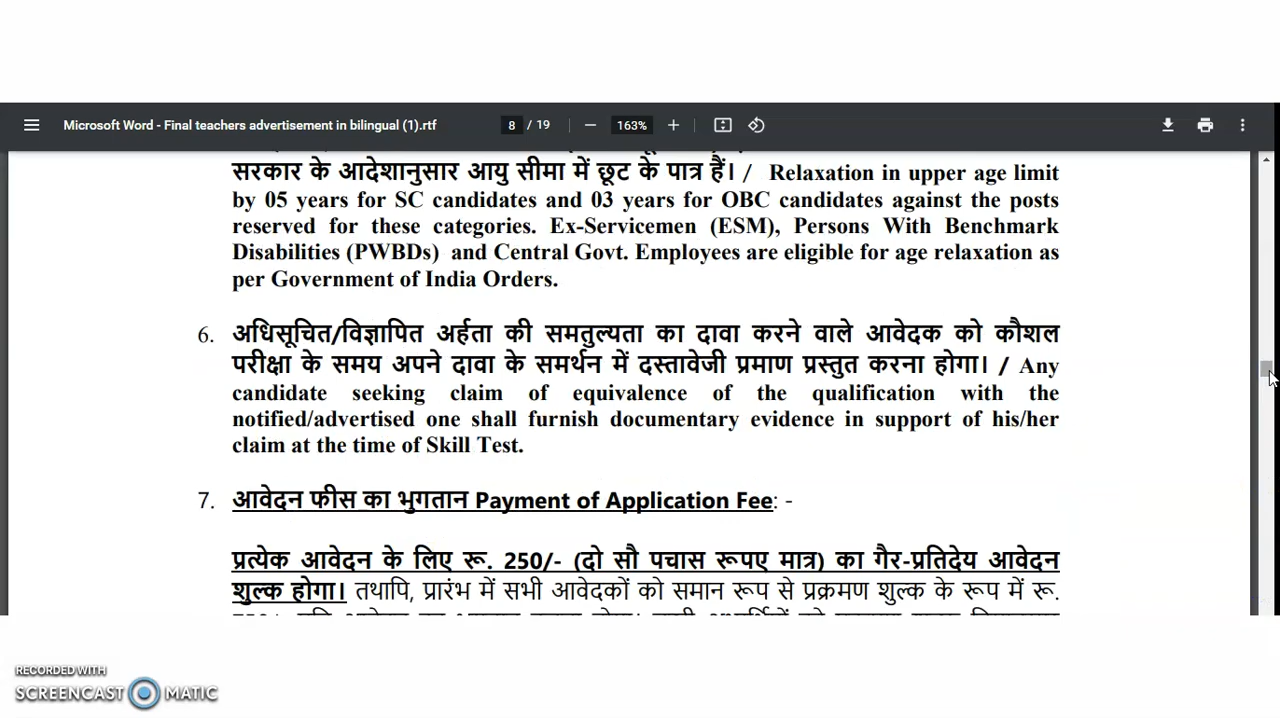 Microsoft Word - Final teachers advertisement in bilingual (1).rtf 8 / 19 163%
सरकार के आदेशानुसार आयु सीमा में छूट के पात्र हैं। / Relaxation in upper age limit
by 05 years for SC candidates and 03 years for OBC candidates against the posts
reserved for these categories. Ex-Servicemen (ESM), Persons With Benchmark
Disabilities (PWBDs) and Central Govt. Employees are eligible for age relaxation as
per Government of India Orders.
6. अधिसूचित/विज्ञापित अर्हता की समतुल्यता का दावा करने वाले आवेदक को कौशल
परीक्षा के समय अपने दावा के समर्थन में दस्तावेजी प्रमाण प्रस्तुत करना होगा। / Any
candidate seeking claim of equivalence of the qualification with the
notified/advertised one shall furnish documentary evidence in support of his/her
claim at the time of Skill Test.
7. आवेदन फीस का भुगतान Payment of Application Fee: -
प्रत्येक आवेदन के लिए रू. 250/- (दो सौ पचास रूपए मात्र) का गैर-प्रतिदेय आवेदन
शुल्क होगा। तथापि, प्रारंभ में सभी आवेदकों को समान रूप से प्रक्रमण शुल्क के रूप में रू.
RECORDED WITH
SCREENCAST MATIC